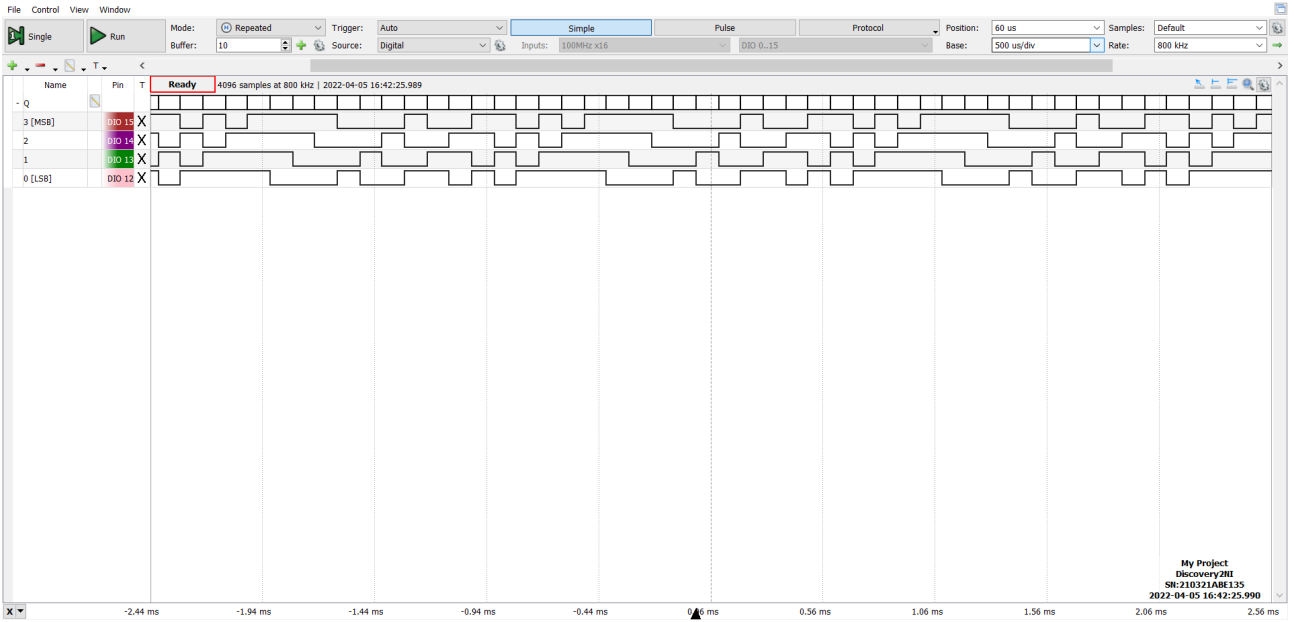 File Control View Window
Single
Run
Mode: Repeated Trigger: Auto Simple Pulse Protocol Position: 60 us Samples: Default
Buffer: 10 Source: Digital Inputs: 100MHz x16 DIO 0..15 Base: 500 us/div Rate: 800 kHz
T
Name Pin T Ready 4096 samples at 800 kHz | 2022-04-05 16:42:25.989
- Q
3 [MSB] DIO 15 X
2 DIO 14 X
1 DIO 13 X
0 [LSB] DIO 12 X
My Project
Discovery2NI
SN:210321ABE135
2022-04-05 16:42:25.990
X -2.44 ms -1.94 ms -1.44 ms -0.94 ms -0.44 ms 0.56 ms 1.06 ms 1.56 ms 2.06 ms 2.56 ms